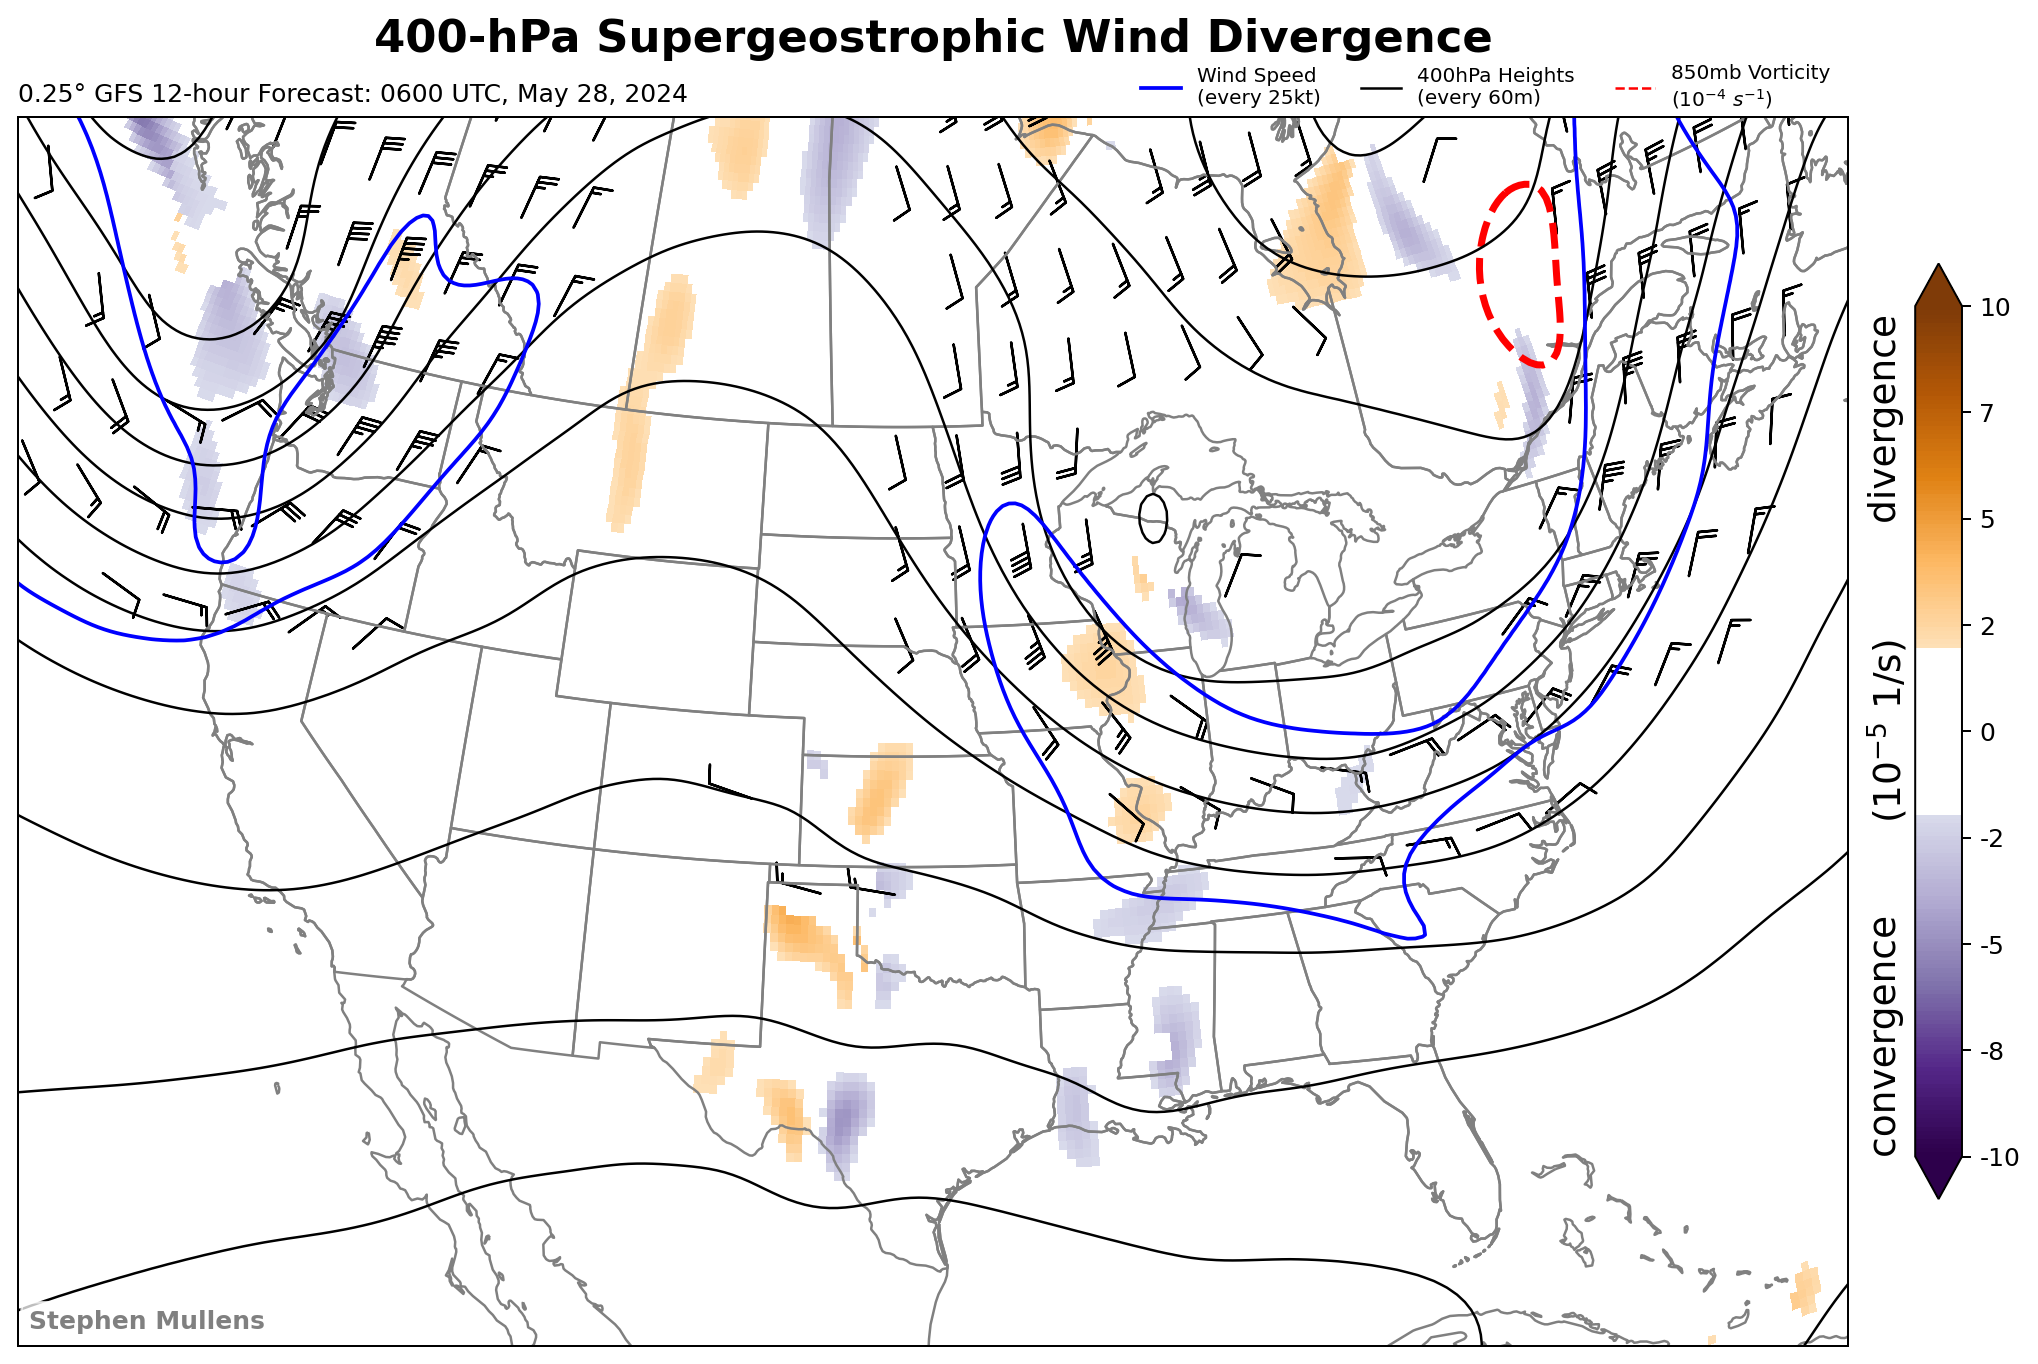 400-hPa Supergeostrophic Wind Divergence
0.25° GFS 12-hour Forecast: 0600 UTC, May 28, 2024
Wind Speed
(every 25kt)
400hPa Heights
(every 60m)
850mb Vorticity
(10⁻⁴ s⁻¹)
10
7
5
2
0
-2
-5
-8
-10
convergence (10⁻⁵ 1/s) divergence
Stephen Mullens